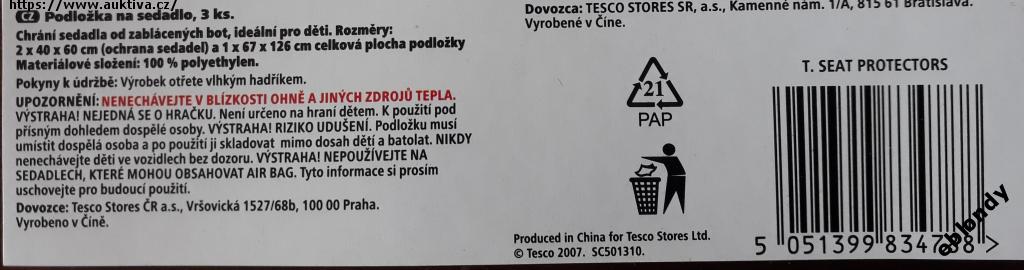 https://www.auktiva.cz/
CZ Podložka na sedadlo, 3 ks.
Chrání sedadla od zablácených bot, ideální pro děti. Rozměry:
2 x 40 x 60 cm (ochrana sedadel) a 1 x 67 x 126 cm celková plocha podložky
Materiálové složení: 100 % polyethylen.
Pokyny k údržbě: Výrobek otřete vlhkým hadříkem.
UPOZORNĚNÍ: NENECHÁVEJTE V BLÍZKOSTI OHNĚ A JINÝCH ZDROJŮ TEPLA.
VÝSTRAHA! NEJEDNÁ SE O HRAČKU. Není určeno na hraní dětem. K použití pod
přísným dohledem dospělé osoby. VÝSTRAHA! RIZIKO UDUŠENÍ. Podložku musí
umístit dospělá osoba a po použití ji skladovat mimo dosah dětí a batolat. NIKDY
nenechávejte děti ve vozidlech bez dozoru. VÝSTRAHA! NEPOUŽÍVEJTE NA
SEDADLECH, KTERÉ MOHOU OBSAHOVAT AIR BAG. Tyto informace si prosím
uschovejte pro budoucí použití.
Dovozce: Tesco Stores ČR a.s., Vršovická 1527/68b, 100 00 Praha.
Vyrobeno v Číně.
Dovozca: TESCO STORES SR, a.s., Kamenné nám. 1/A, 815 61 Bratislava.
Vyrobené v Číne.
21
PAP
Produced in China for Tesco Stores Ltd.
© Tesco 2007. SC501310.
T. SEAT PROTECTORS
5 051399 834738 >
oblondy